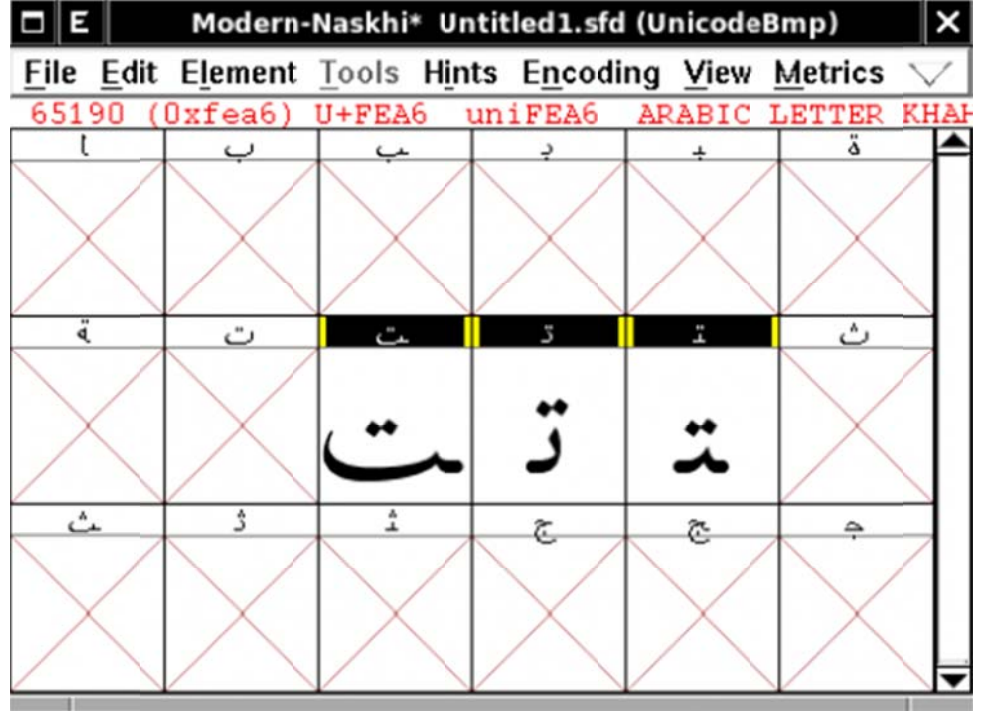 E Modern-Naskhi* Untitled1.sfd (UnicodeBmp)
File Edit Element Tools Hints Encoding View Metrics
65190 (0xfea6) U+FEA6 uniFEA6 ARABIC LETTER KHAH
ﺎ ﺏ ﺐ ﺑ ﺒ ﺓ
ﺔ ﺕ ﺖ ﺗ ﺘ ﺙ
ﺖ ﺗ ﺘ
ﺚ ﺛ ﺜ ﺝ ﺞ ﺟ